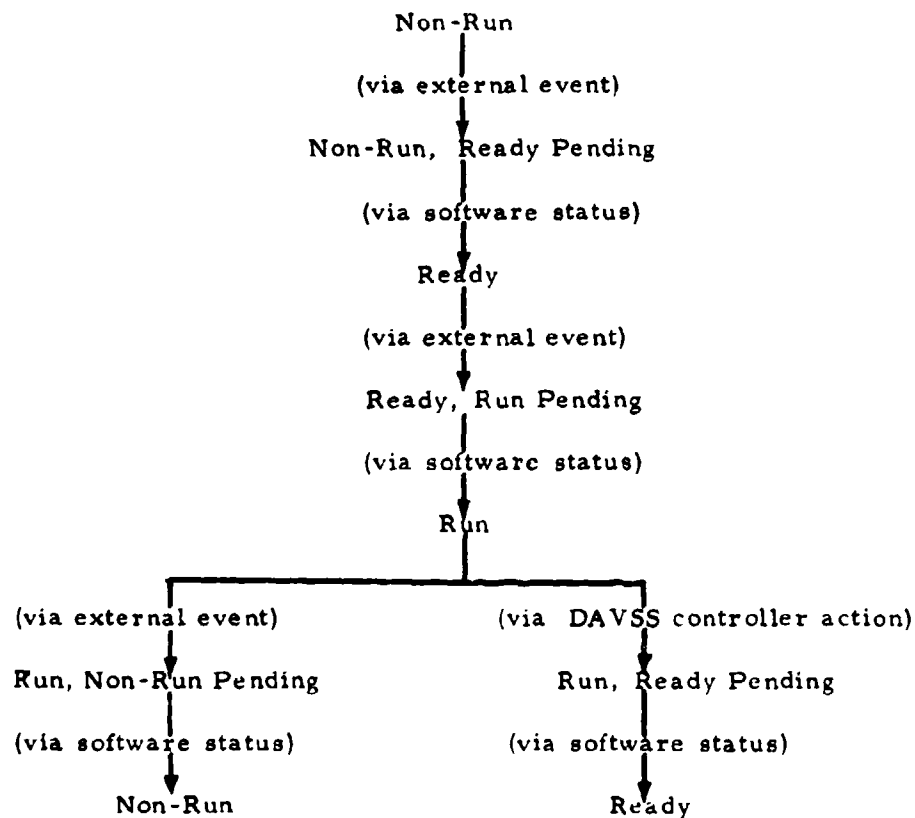 Non-Run
(via external event)
Non-Run, Ready Pending
(via software status)
Ready
(via external event)
Ready, Run Pending
(via software status)
Run
(via external event)
(via DAVSS controller action)
Run, Non-Run Pending
Run, Ready Pending
(via software status)
(via software status)
Non-Run
Ready